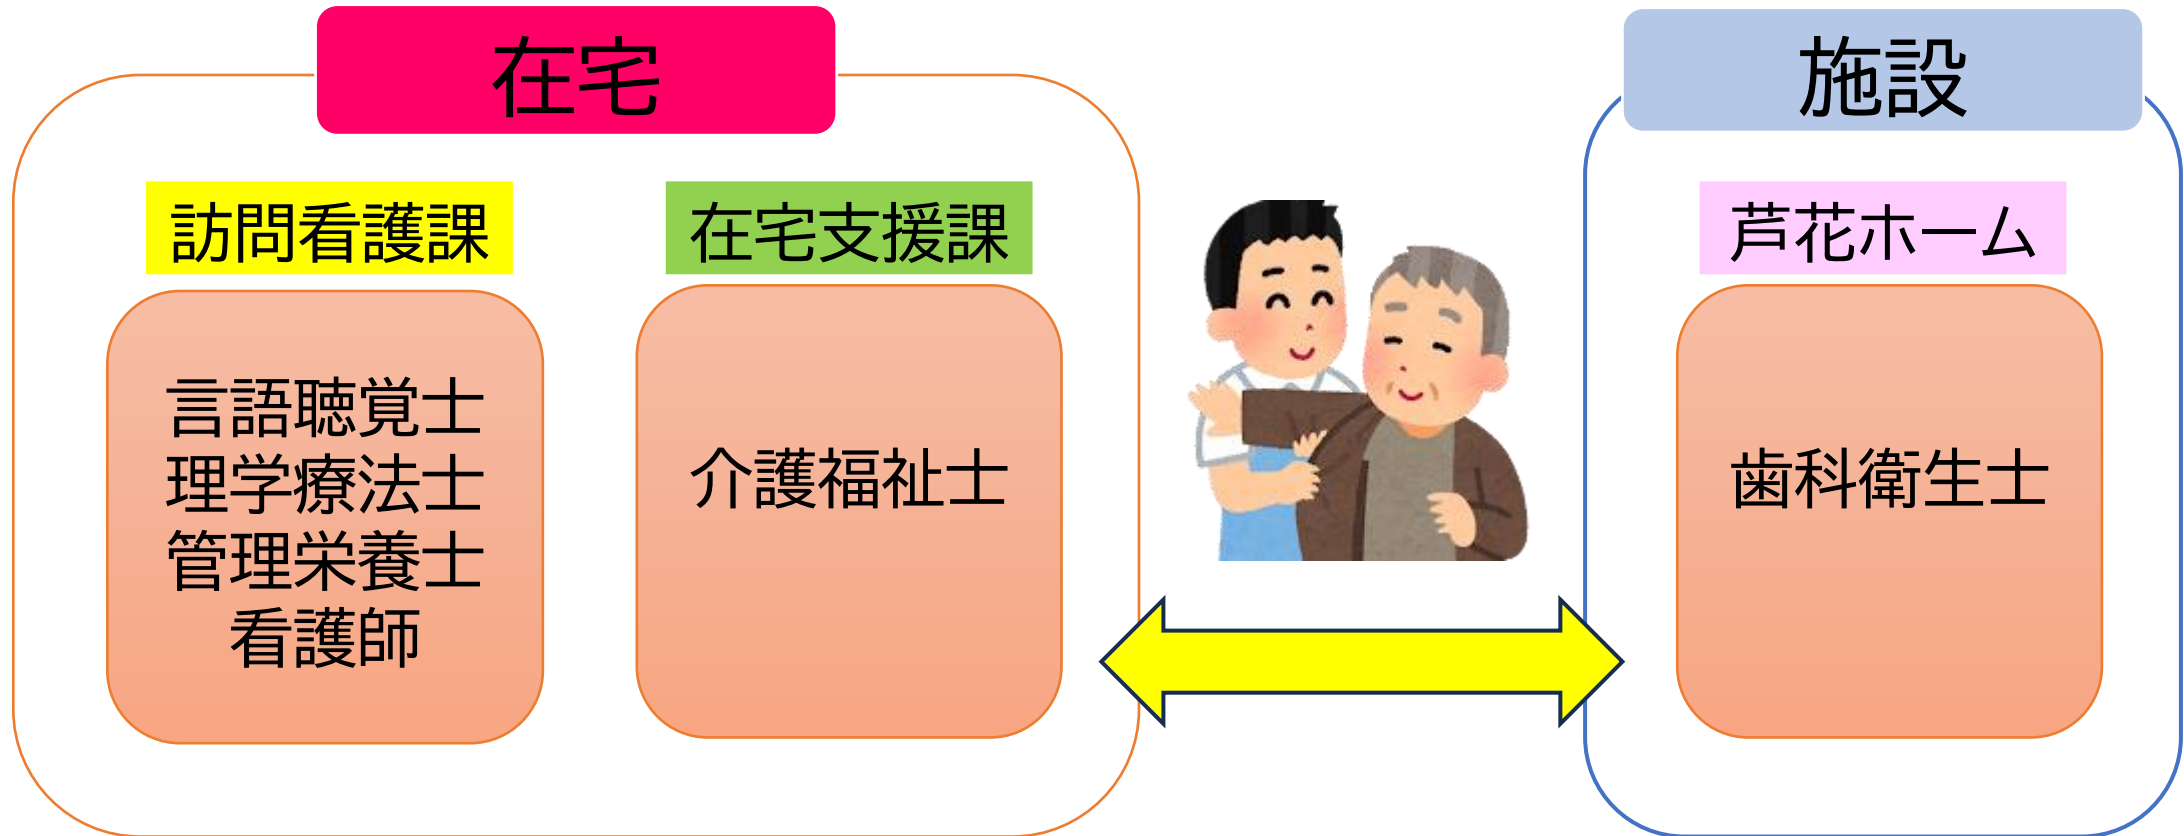 在宅
訪問看護課
言語聴覚士
理学療法士
管理栄養士
看護師
在宅支援課
介護福祉士
施設
芦花ホーム
歯科衛生士